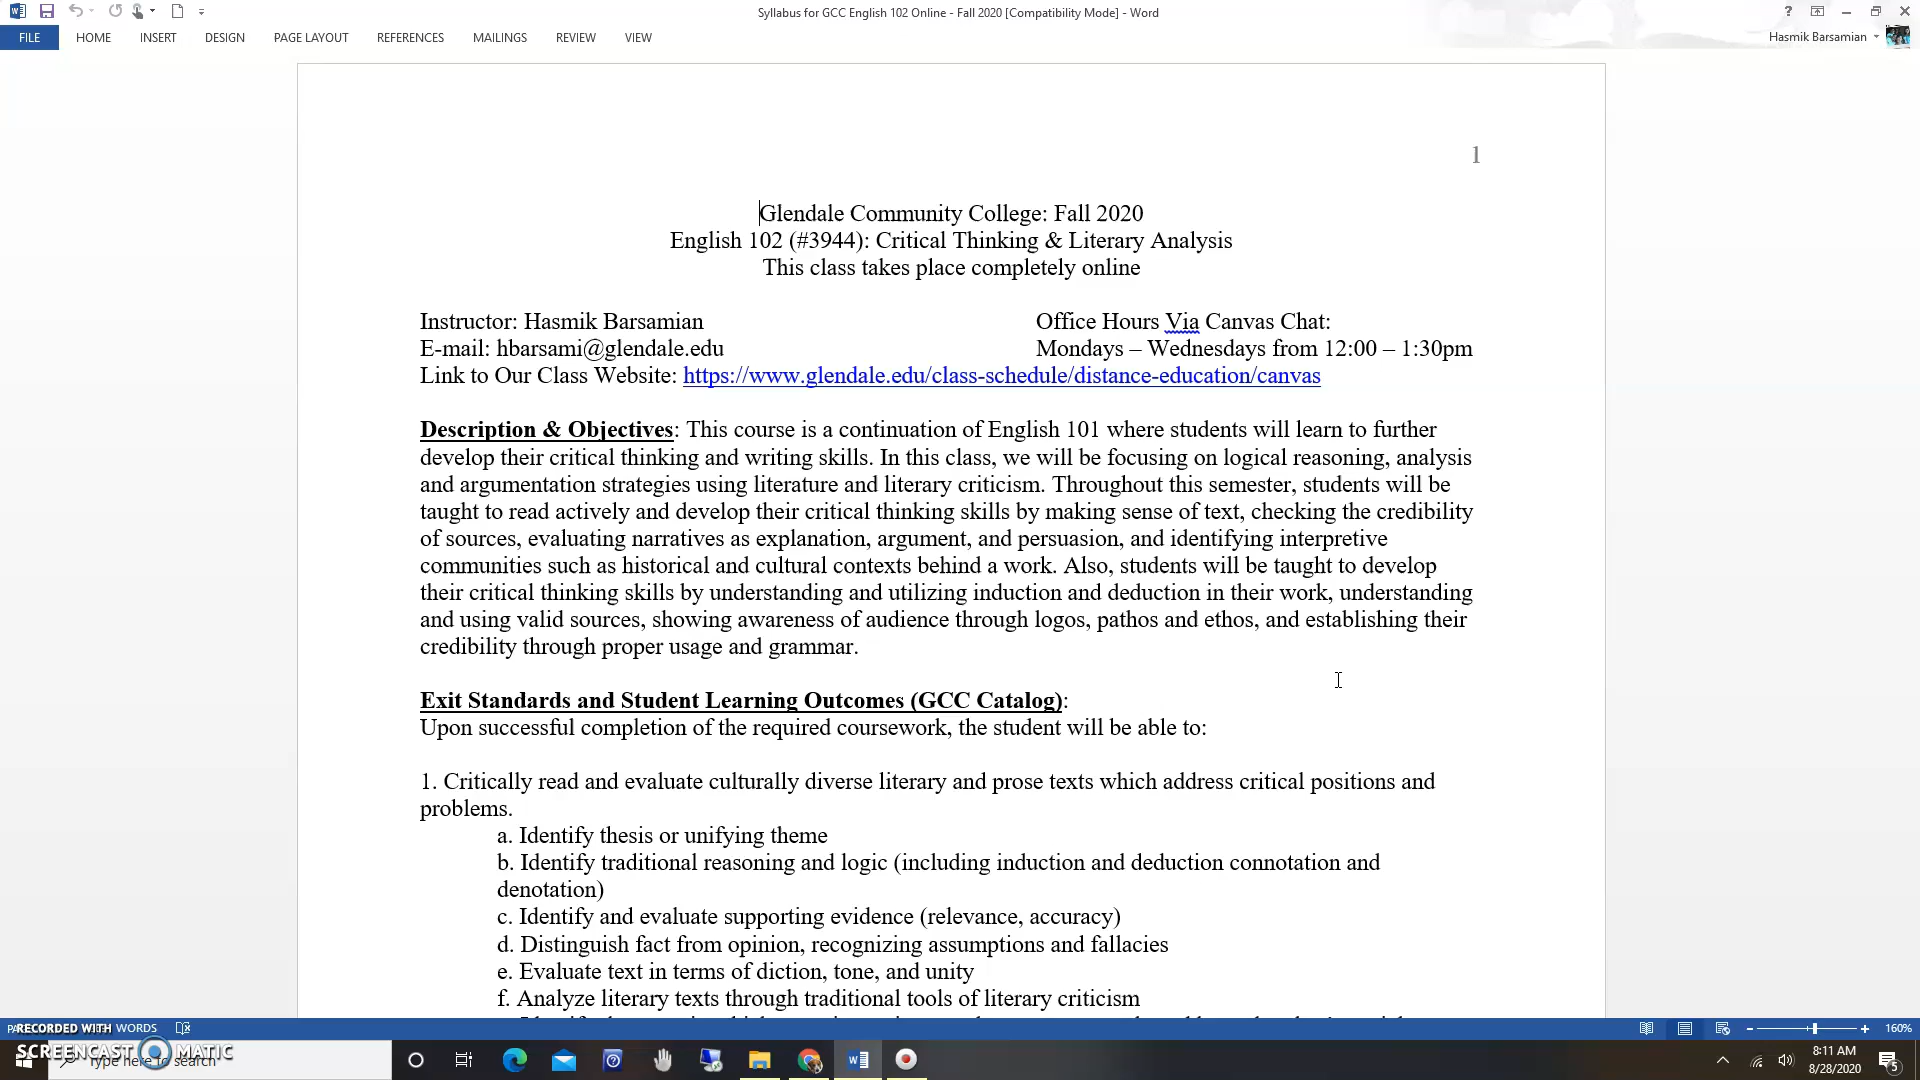 Syllabus for GCC English 102 Online - Fall 2020 [Compatibility Mode] - Word
FILE HOME INSERT DESIGN PAGE LAYOUT REFERENCES MAILINGS REVIEW VIEW
Hasmik Barsamian
1
Glendale Community College: Fall 2020
English 102 (#3944): Critical Thinking & Literary Analysis
This class takes place completely online
Instructor: Hasmik Barsamian
Office Hours Via Canvas Chat:
E-mail: hbarsami@glendale.edu
Mondays – Wednesdays from 12:00 – 1:30pm
Link to Our Class Website: https://www.glendale.edu/class-schedule/distance-education/canvas
Description & Objectives: This course is a continuation of English 101 where students will learn to further
develop their critical thinking and writing skills. In this class, we will be focusing on logical reasoning, analysis
and argumentation strategies using literature and literary criticism. Throughout this semester, students will be
taught to read actively and develop their critical thinking skills by making sense of text, checking the credibility
of sources, evaluating narratives as explanation, argument, and persuasion, and identifying interpretive
communities such as historical and cultural contexts behind a work. Also, students will be taught to develop
their critical thinking skills by understanding and utilizing induction and deduction in their work, understanding
and using valid sources, showing awareness of audience through logos, pathos and ethos, and establishing their
credibility through proper usage and grammar.
Exit Standards and Student Learning Outcomes (GCC Catalog):
Upon successful completion of the required coursework, the student will be able to:
1. Critically read and evaluate culturally diverse literary and prose texts which address critical positions and
problems.
a. Identify thesis or unifying theme
b. Identify traditional reasoning and logic (including induction and deduction connotation and
denotation)
c. Identify and evaluate supporting evidence (relevance, accuracy)
d. Distinguish fact from opinion, recognizing assumptions and fallacies
e. Evaluate text in terms of diction, tone, and unity
f. Analyze literary texts through traditional tools of literary criticism
RECORDED WITH WORDS
160%
SCREENCAST MATIC
Type here to search
8:11 AM
8/28/2020
5